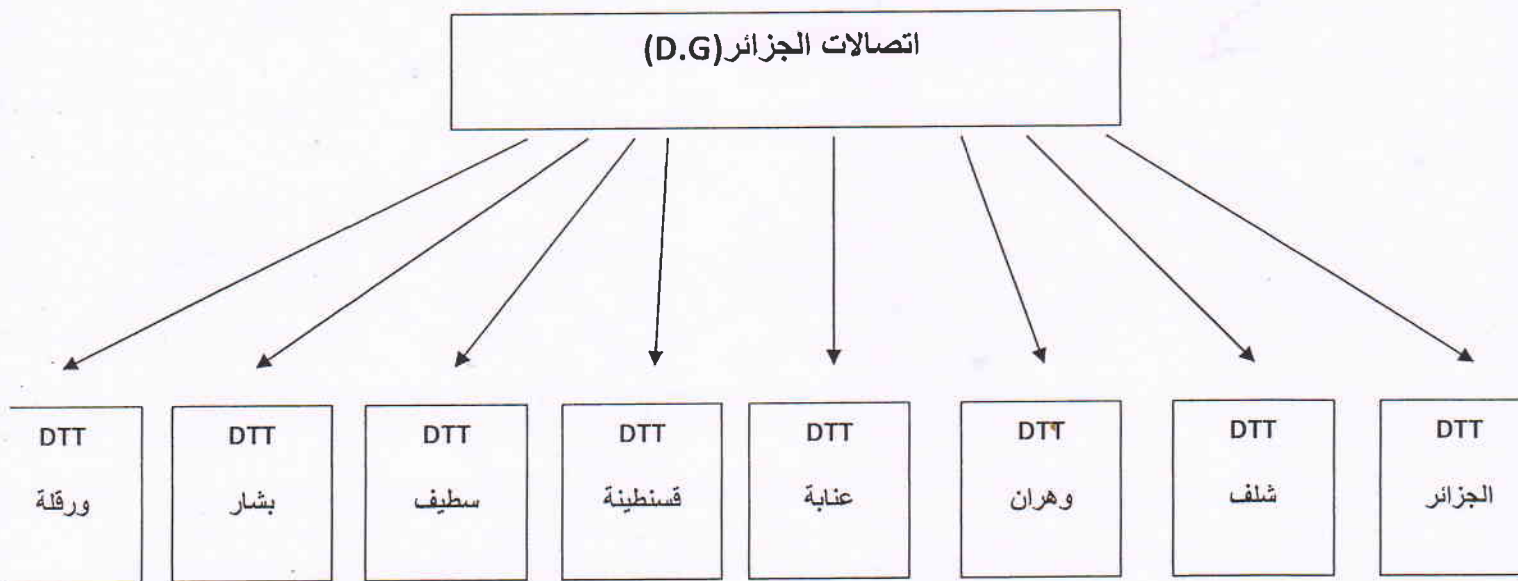 اتصالات الجزائر(D.G)
DTT
الجزائر
DTT
شلف
DTT
وهران
DTT
عنابة
DTT
قسنطينة
DTT
سطيف
DTT
بشار
DTT
ورقلة